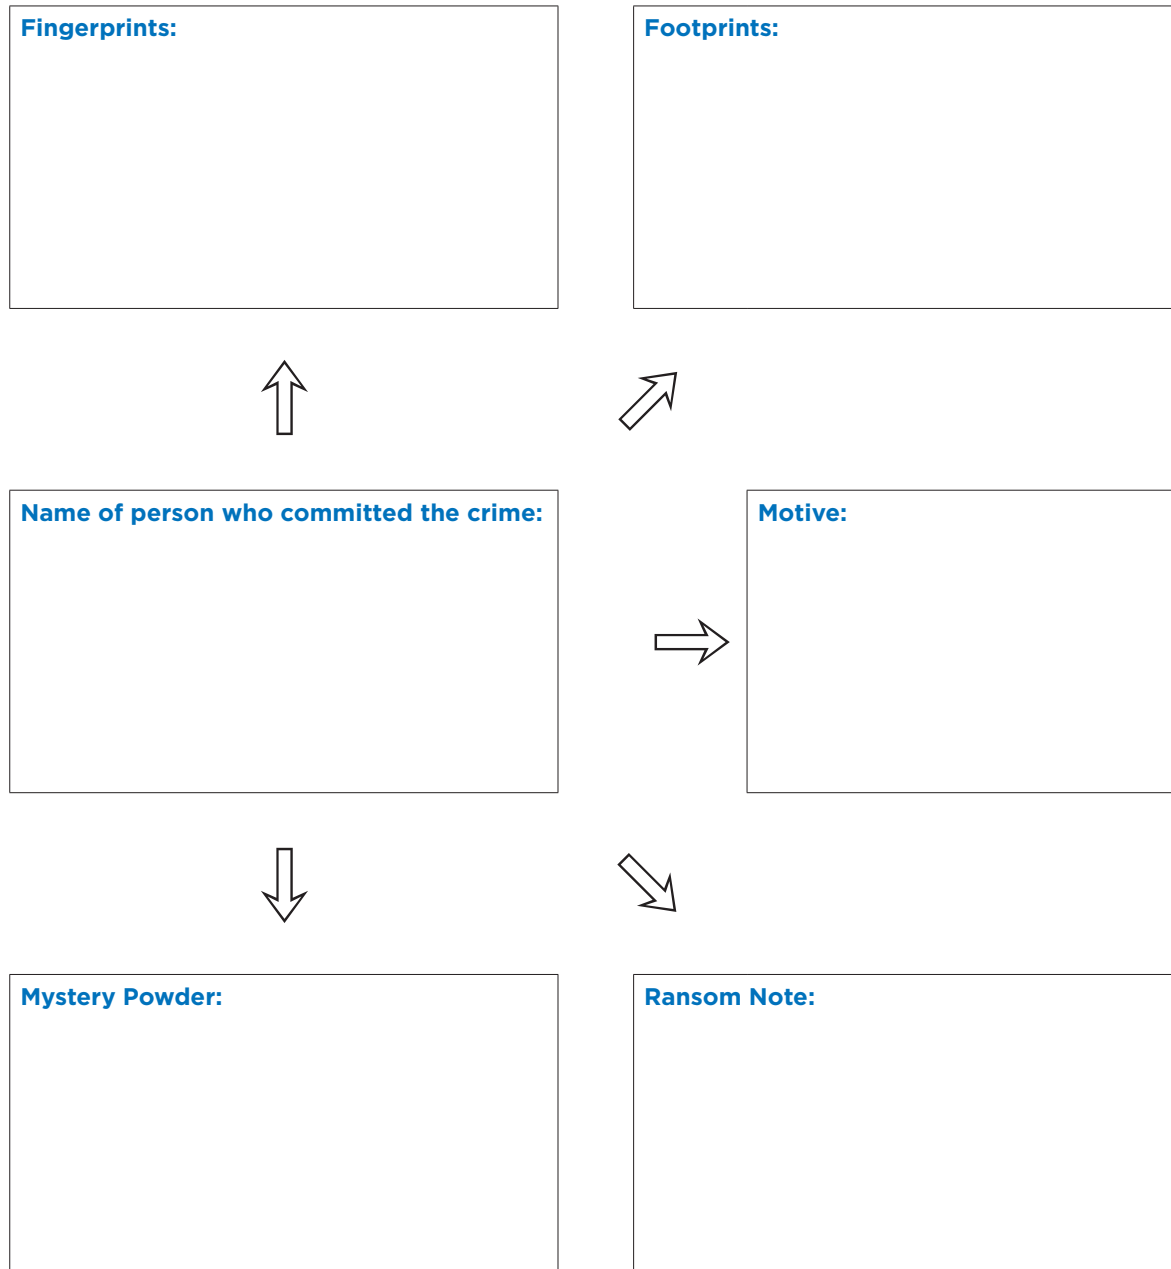 Fingerprints:
Footprints:
Name of person who committed the crime:
Motive:
Mystery Powder:
Ransom Note: